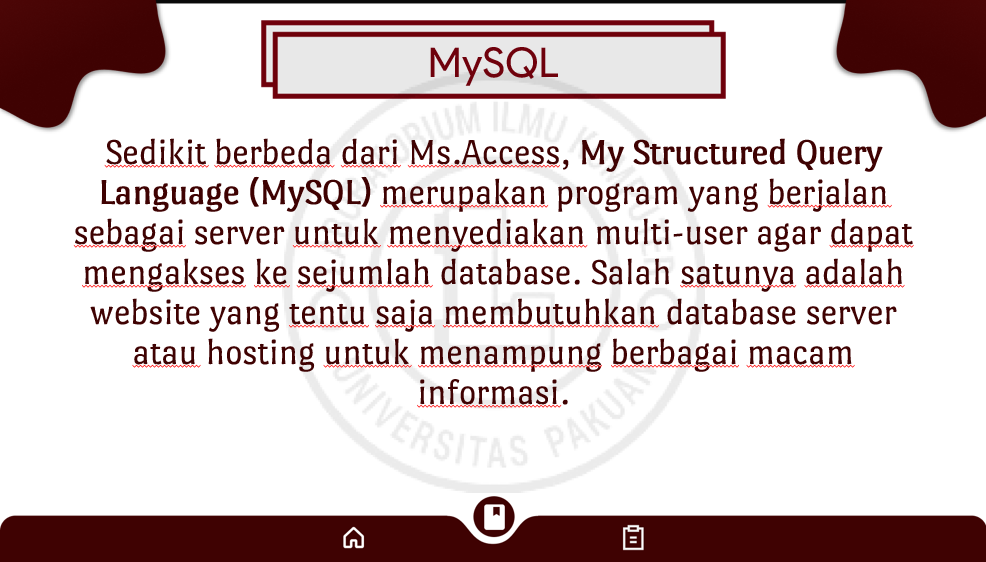 MySQL
Sedikit berbeda dari Ms.Access, My Structured Query
Language (MySQL) merupakan program yang berjalan
sebagai server untuk menyediakan multi-user agar dapat
mengakses ke sejumlah database. Salah satunya adalah
website yang tentu saja membutuhkan database server
atau hosting untuk menampung berbagai macam
informasi.
UNIVERSITAS PAKUAN